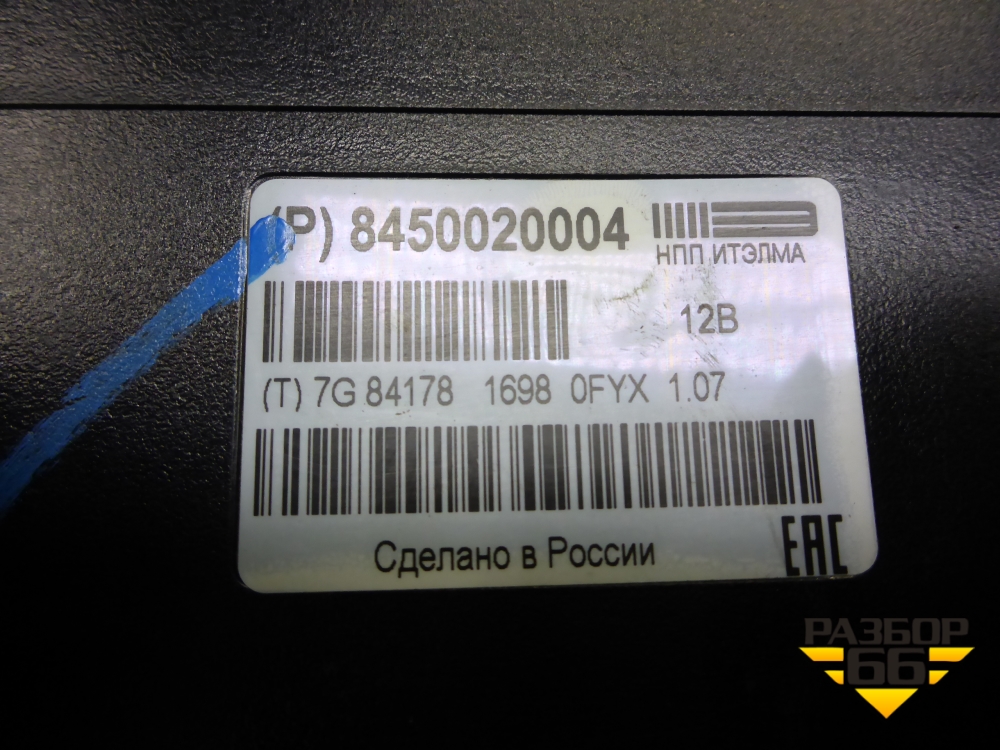 (P) 8450020004
НПП ИТЭЛМА
12В
(T) 7G 84178 1698 0FYX 1.07
Сделано в России
EAC
РАЗБОР
66